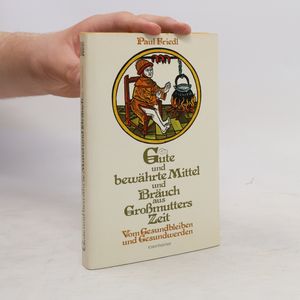 Paul Friedl
Gute
und
bewährte Mittel
und
Bräuch
aus
Großmutters
Zeit
Vom Gesundbleiben
und Gesundwerden